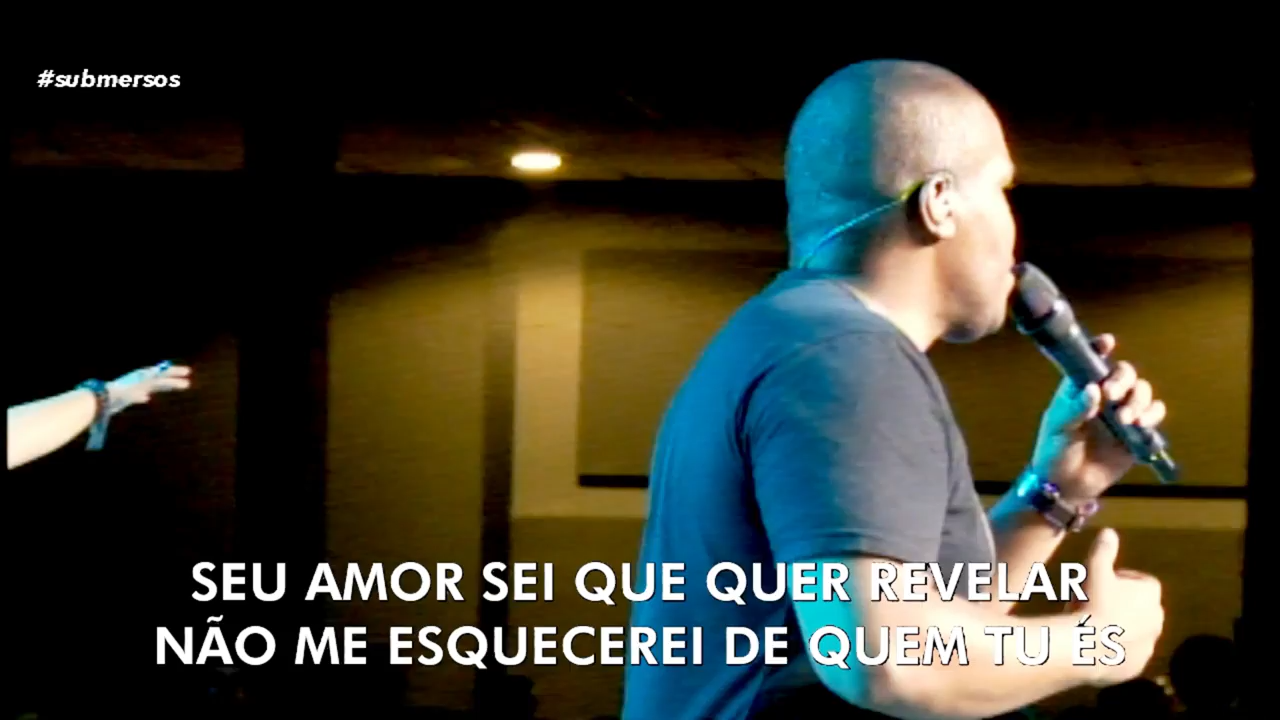 #submersos
SEU AMOR SEI QUE QUER REVELAR
NÃO ME ESQUECEREI DE QUEM TU ÉS